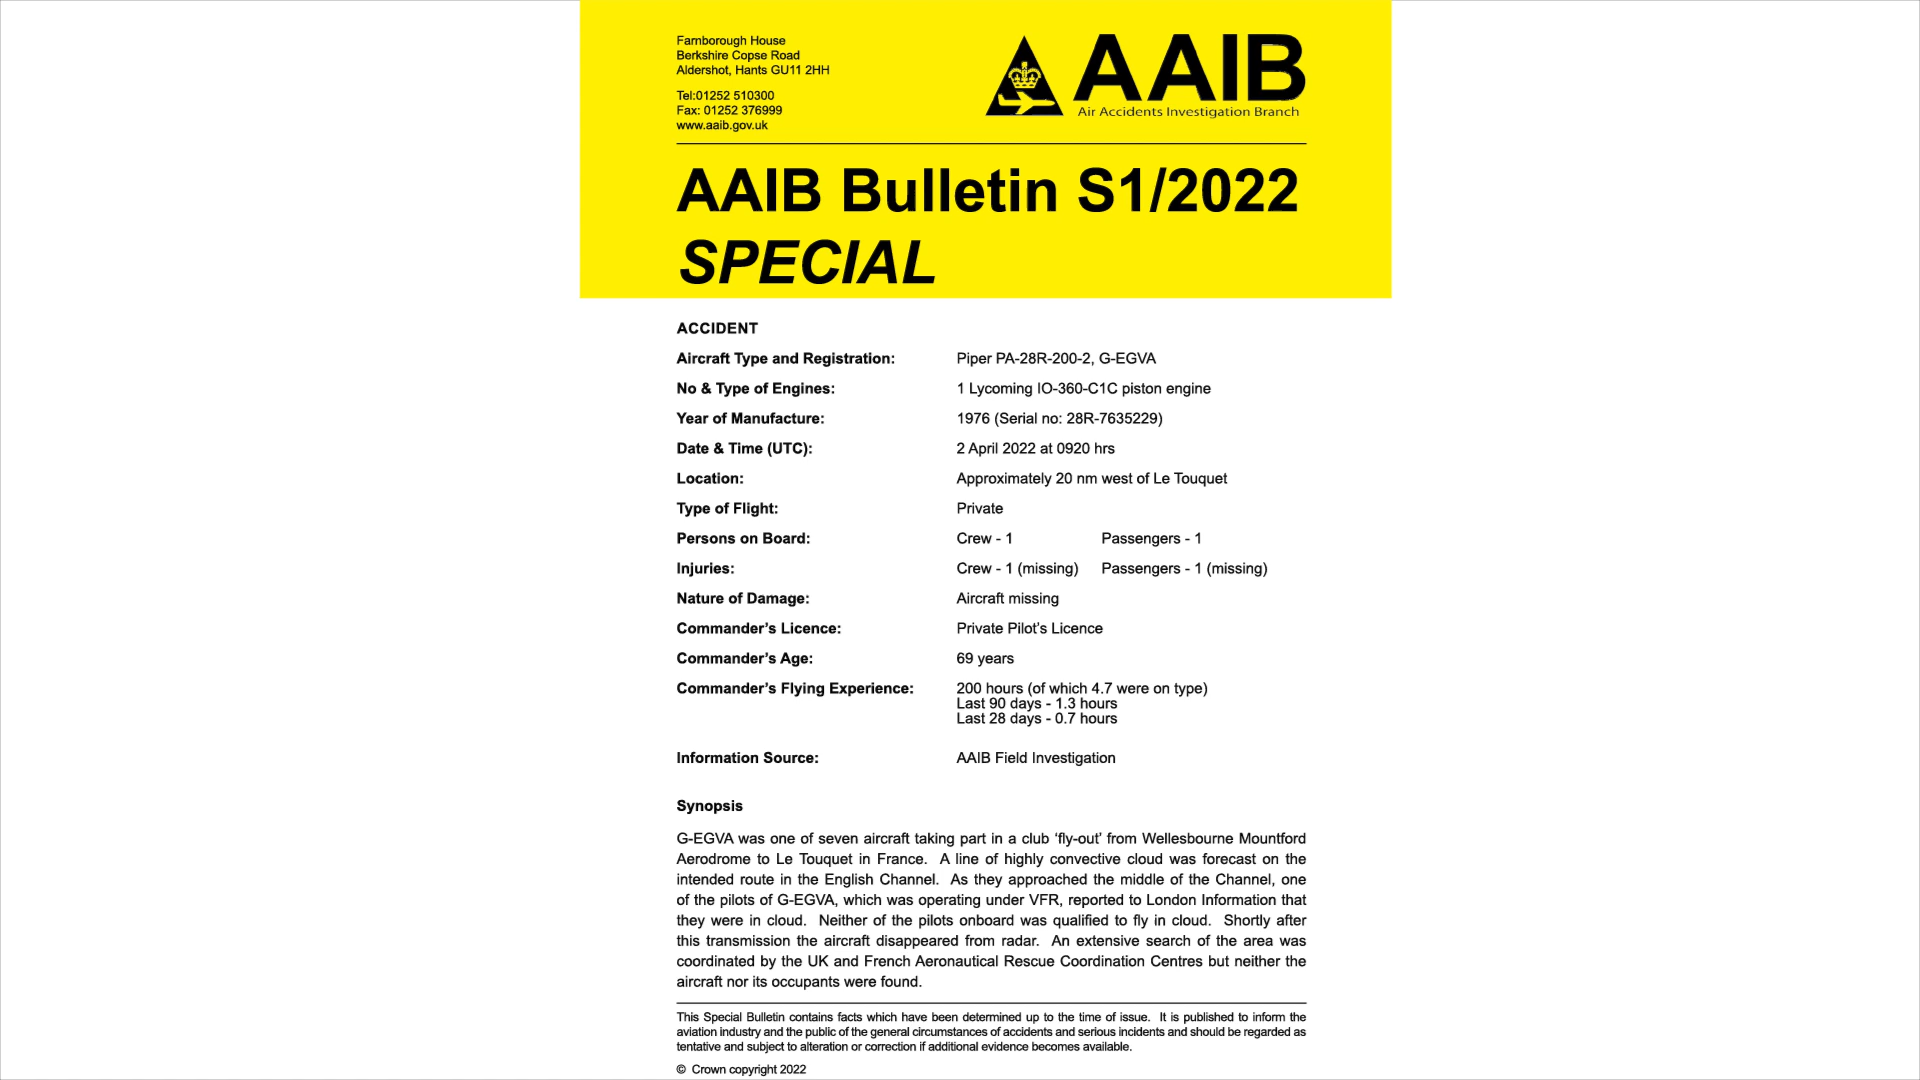 Farnborough House
Berkshire Copse Road
Aldershot, Hants GU11 2HH
Tel:01252 510300
Fax: 01252 376999
www.aaib.gov.uk
AAIB
Air Accidents Investigation Branch
AAIB Bulletin S1/2022
SPECIAL
ACCIDENT
Aircraft Type and Registration: Piper PA-28R-200-2, G-EGVA
No & Type of Engines: 1 Lycoming IO-360-C1C piston engine
Year of Manufacture: 1976 (Serial no: 28R-7635229)
Date & Time (UTC): 2 April 2022 at 0920 hrs
Location: Approximately 20 nm west of Le Touquet
Type of Flight: Private
Persons on Board: Crew - 1 Passengers - 1
Injuries: Crew - 1 (missing) Passengers - 1 (missing)
Nature of Damage: Aircraft missing
Commander’s Licence: Private Pilot’s Licence
Commander’s Age: 69 years
Commander’s Flying Experience: 200 hours (of which 4.7 were on type)
Last 90 days - 1.3 hours
Last 28 days - 0.7 hours
Information Source: AAIB Field Investigation
Synopsis
G-EGVA was one of seven aircraft taking part in a club ‘fly-out’ from Wellesbourne Mountford
Aerodrome to Le Touquet in France. A line of highly convective cloud was forecast on the
intended route in the English Channel. As they approached the middle of the Channel, one
of the pilots of G-EGVA, which was operating under VFR, reported to London Information that
they were in cloud. Neither of the pilots onboard was qualified to fly in cloud. Shortly after
this transmission the aircraft disappeared from radar. An extensive search of the area was
coordinated by the UK and French Aeronautical Rescue Coordination Centres but neither the
aircraft nor its occupants were found.
This Special Bulletin contains facts which have been determined up to the time of issue. It is published to inform the
aviation industry and the public of the general circumstances of accidents and serious incidents and should be regarded as
tentative and subject to alteration or correction if additional evidence becomes available.
© Crown copyright 2022